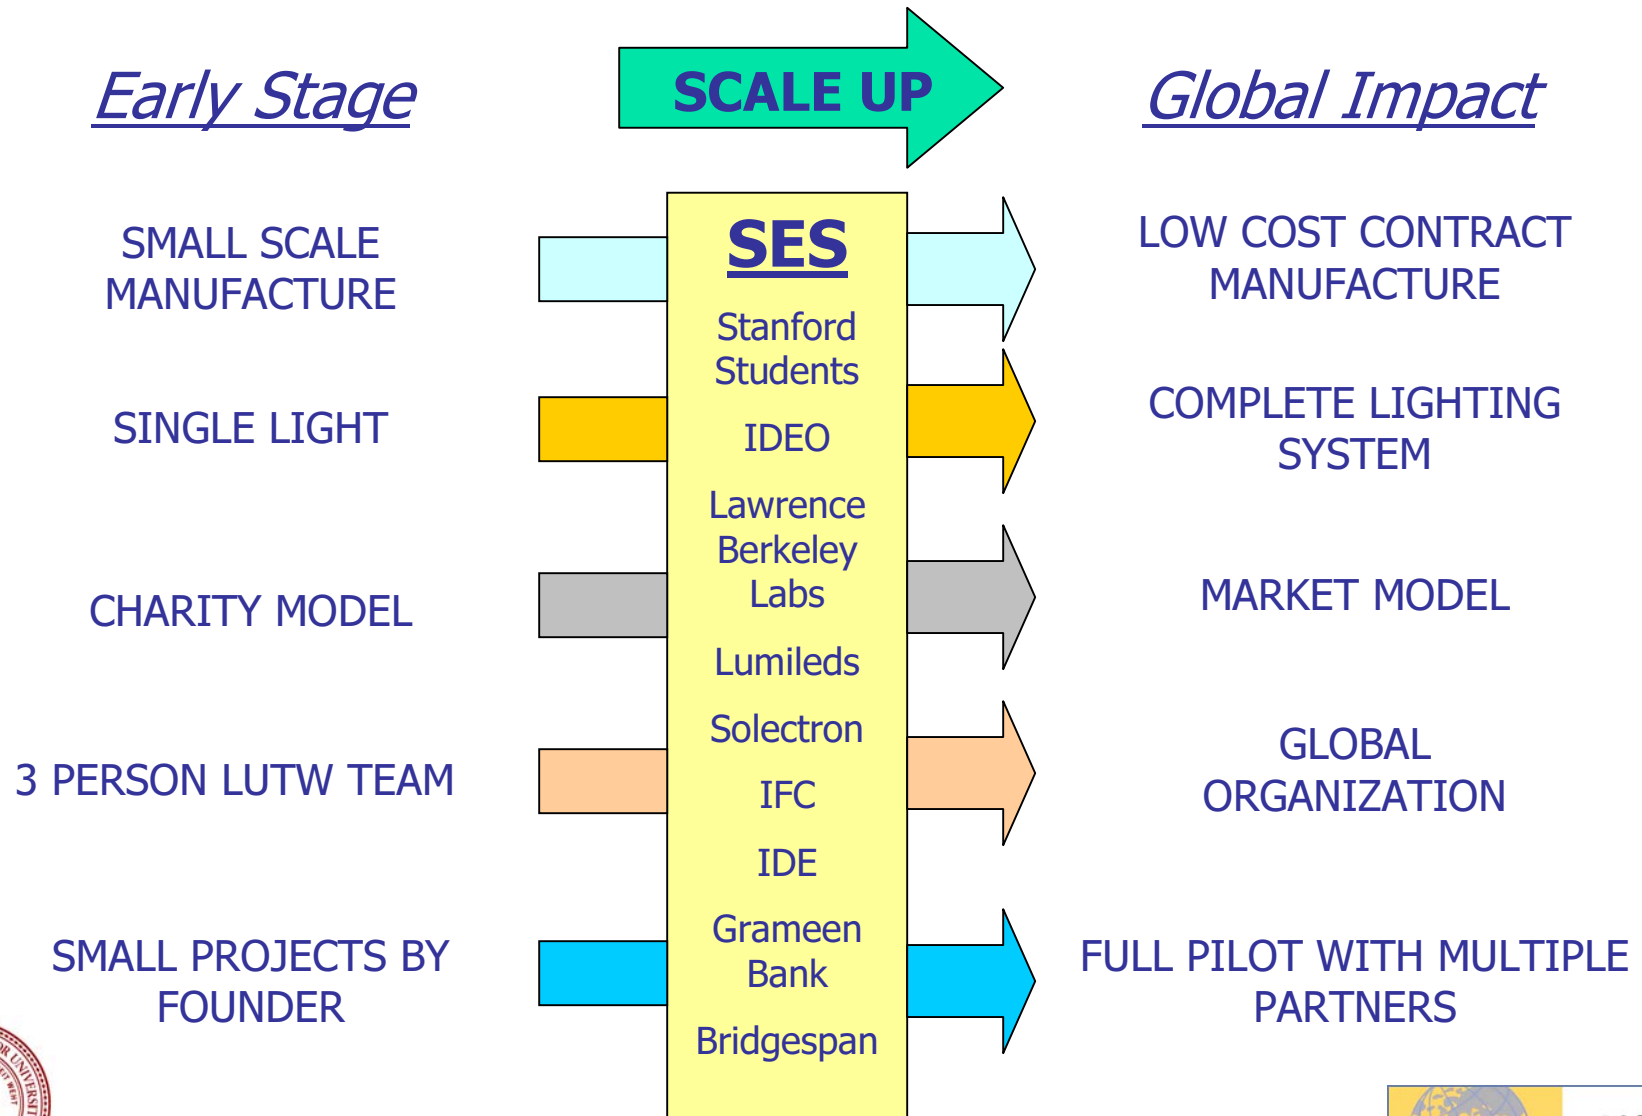 Early Stage
SCALE UP
Global Impact
SMALL SCALE
MANUFACTURE
SINGLE LIGHT
CHARITY MODEL
3 PERSON LUTW TEAM
SMALL PROJECTS BY
FOUNDER
SES
Stanford
Students
IDEO
Lawrence
Berkeley
Labs
Lumileds
Solectron
IFC
IDE
Grameen
Bank
Bridgespan
LOW COST CONTRACT
MANUFACTURE
COMPLETE LIGHTING
SYSTEM
MARKET MODEL
GLOBAL
ORGANIZATION
FULL PILOT WITH MULTIPLE
PARTNERS